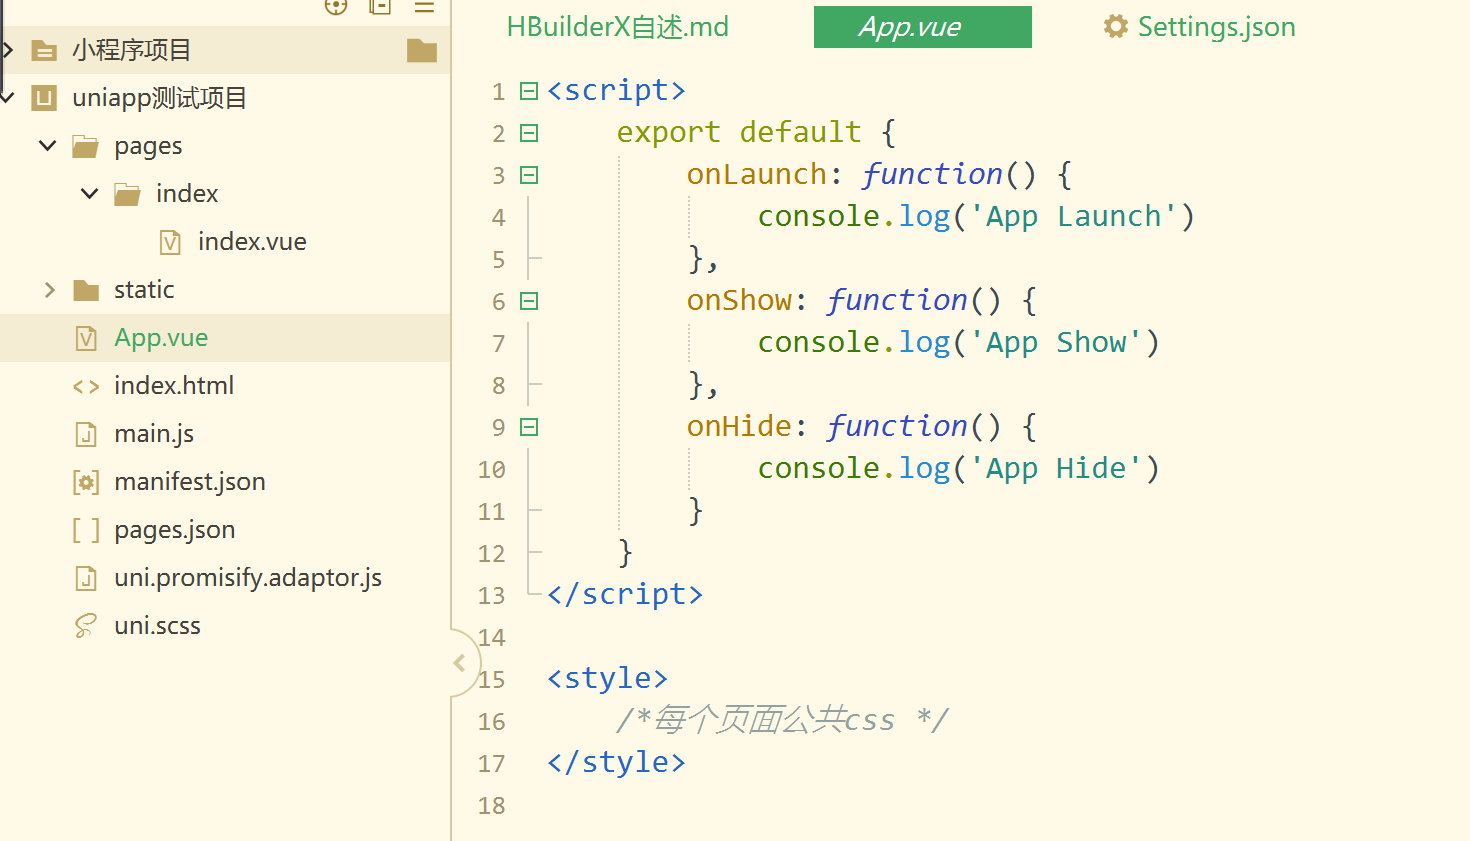 小程序项目
uniapp测试项目
pages
index
index.vue
static
App.vue
index.html
main.js
manifest.json
pages.json
uni.promisify.adaptor.js
uni.scss
HBuilderX自述.md
App.vue
Settings.json
1 <script>
2 export default {
3 onLaunch: function() {
4 console.log('App Launch')
5 },
6 onShow: function() {
7 console.log('App Show')
8 },
9 onHide: function() {
10 console.log('App Hide')
11 }
12 }
13 </script>
14
15 <style>
16 /*每个页面公共css */
17 </style>
18